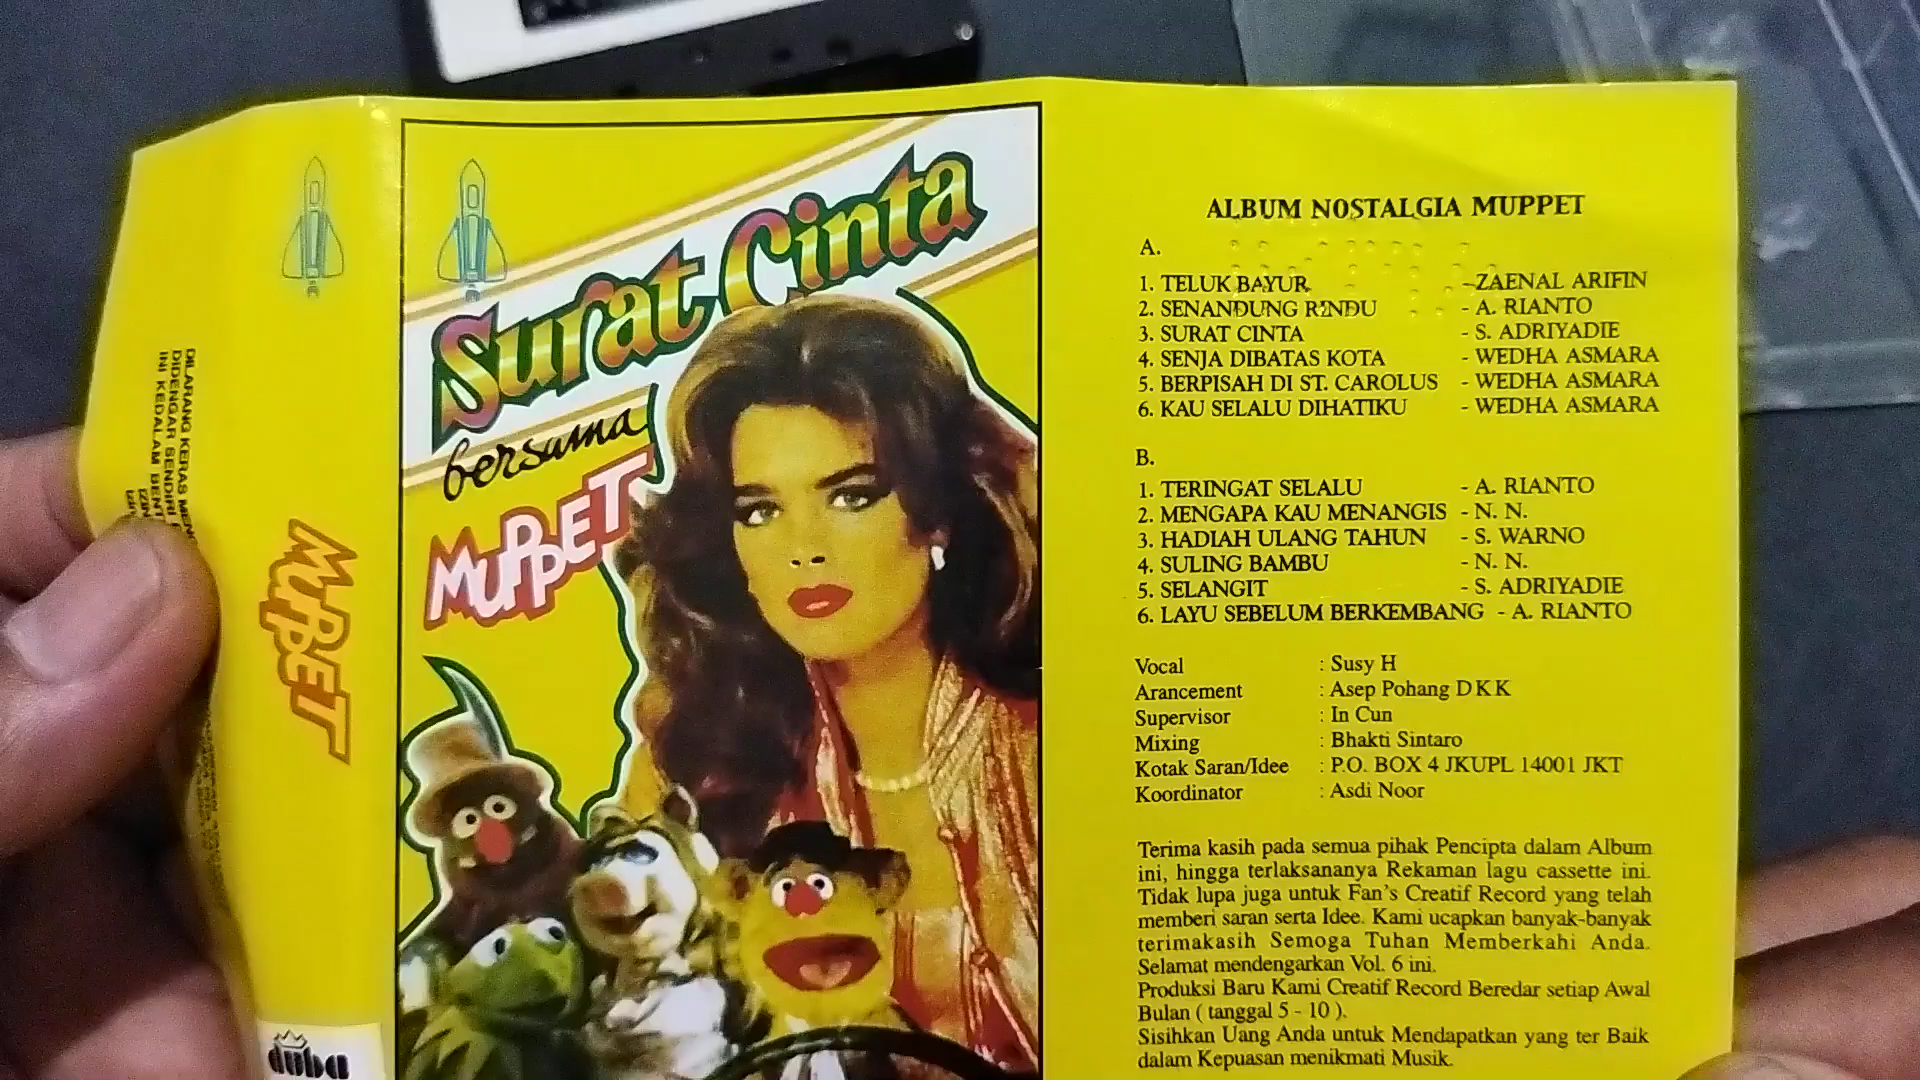 DILARANG KERAS
DIDENGAR SENDIRI
INI KEDALAM
MUPPET
duba
Surat Cinta
bersama
MUPPET
ALBUM NOSTALGIA MUPPET
A.
1. TELUK BAYUR - ZAENAL ARIFIN
2. SENANDUNG RINDU - A. RIANTO
3. SURAT CINTA - S. ADRIYADIE
4. SENJA DIBATAS KOTA - WEDHA ASMARA
5. BERPISAH DI ST. CAROLUS - WEDHA ASMARA
6. KAU SELALU DIHATIKU - WEDHA ASMARA
B.
1. TERINGAT SELALU - A. RIANTO
2. MENGAPA KAU MENANGIS - N. N.
3. HADIAH ULANG TAHUN - S. WARNO
4. SULING BAMBU - N. N.
5. SELANGIT - S. ADRIYADIE
6. LAYU SEBELUM BERKEMBANG - A. RIANTO
Vocal : Susy H
Arancement : Asep Pohang DKK
Supervisor : In Cun
Mixing : Bhakti Sintaro
Kotak Saran/Idee : P.O. BOX 4 JKUPL 14001 JKT
Koordinator : Asdi Noor
Terima kasih pada semua pihak Pencipta dalam Album
ini, hingga terlaksananya Rekaman lagu cassette ini.
Tidak lupa juga untuk Fan's Creatif Record yang telah
memberi saran serta Idee. Kami ucapkan banyak-banyak
terimakasih Semoga Tuhan Memberkahi Anda.
Selamat mendengarkan Vol. 6 ini.
Produksi Baru Kami Creatif Record Beredar setiap Awal
Bulan ( tanggal 5 - 10 ).
Sisihkan Uang Anda untuk Mendapatkan yang ter Baik
dalam Kepuasan menikmati Musik.